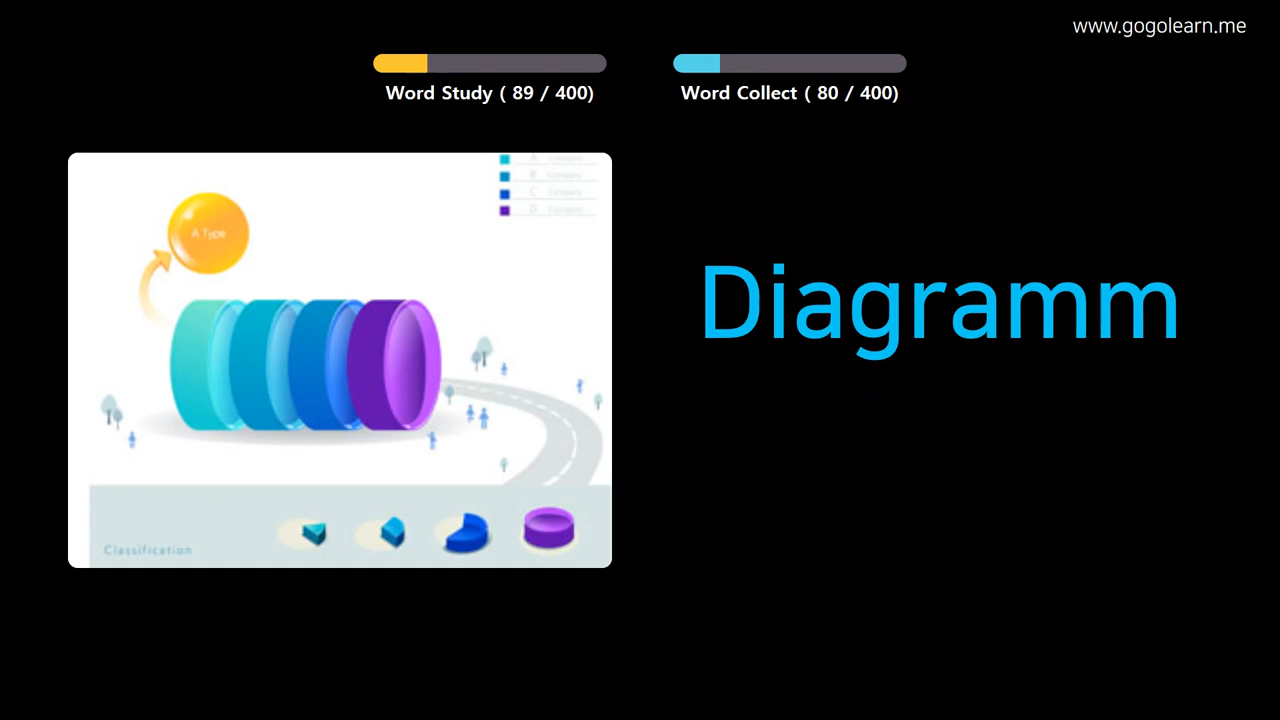 www.gogolearn.me
Word Study ( 89 / 400)
Word Collect ( 80 / 400)
A
B
C
D
A Type
Diagramm
Classification